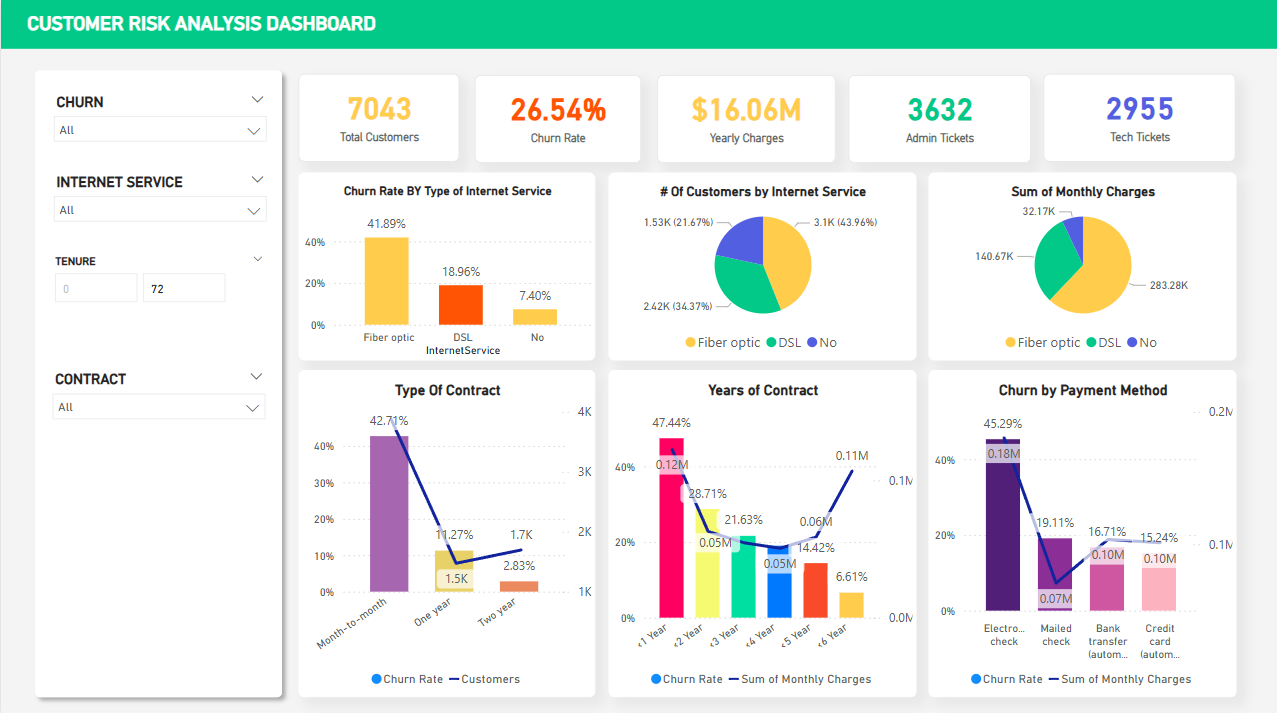 CUSTOMER RISK ANALYSIS DASHBOARD
CHURN
All
INTERNET SERVICE
All
TENURE
0
72
CONTRACT
All
7043
Total Customers
26.54%
Churn Rate
$16.06M
Yearly Charges
3632
Admin Tickets
2955
Tech Tickets
Churn Rate BY Type of Internet Service
41.89%
18.96%
7.40%
40%
20%
0%
Fiber optic
DSL
No
InternetService
# Of Customers by Internet Service
1.53K (21.67%)
3.1K (43.96%)
2.42K (34.37%)
Fiber optic
DSL
No
Sum of Monthly Charges
32.17K
140.67K
283.28K
Fiber optic
DSL
No
Type Of Contract
42.71%
4K
40%
30%
3K
20%
11.27%
1.7K
2K
10%
2.83%
1.5K
0%
1K
Month-to-month
One year
Two year
Churn Rate
Customers
Years of Contract
47.44%
0.11M
40%
0.12M
0.1M
28.71%
21.63%
0.06M
20%
0.05M
14.42%
0.05M
6.61%
0%
0.0M
<1 Year
<2 Year
<3 Year
<4 Year
<5 Year
<6 Year
Churn Rate
Sum of Monthly Charges
Churn by Payment Method
45.29%
0.2M
0.18M
40%
19.11%
16.71%
15.24%
20%
0.1M
0.10M
0.10M
0.07M
0%
Electro...
check
Mailed
check
Bank
transfer
(autom...
Credit
card
(autom...
Churn Rate
Sum of Monthly Charges